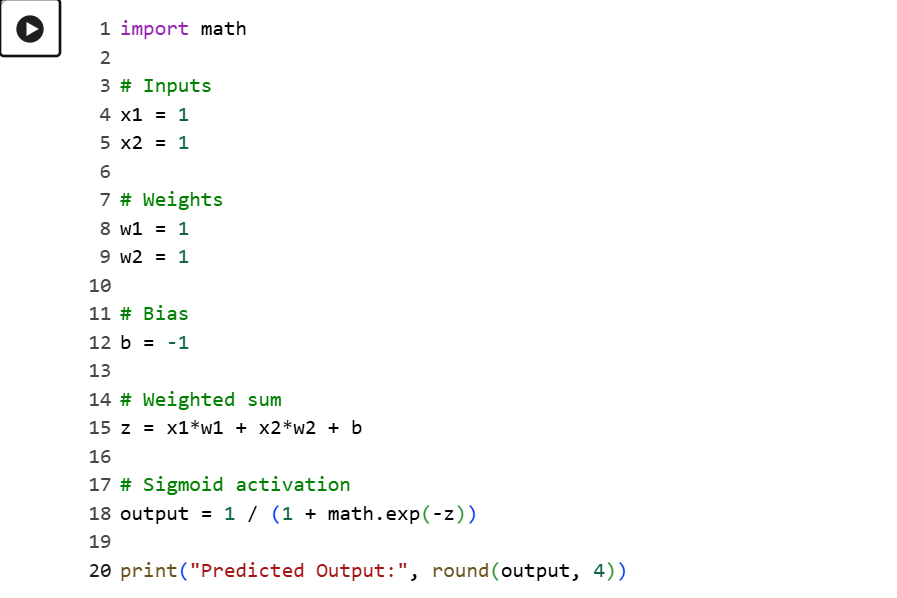 1 import math
2
3 # Inputs
4 x1 = 1
5 x2 = 1
6
7 # Weights
8 w1 = 1
9 w2 = 1
10
11 # Bias
12 b = -1
13
14 # Weighted sum
15 z = x1*w1 + x2*w2 + b
16
17 # Sigmoid activation
18 output = 1 / (1 + math.exp(-z))
19
20 print("Predicted Output:", round(output, 4))